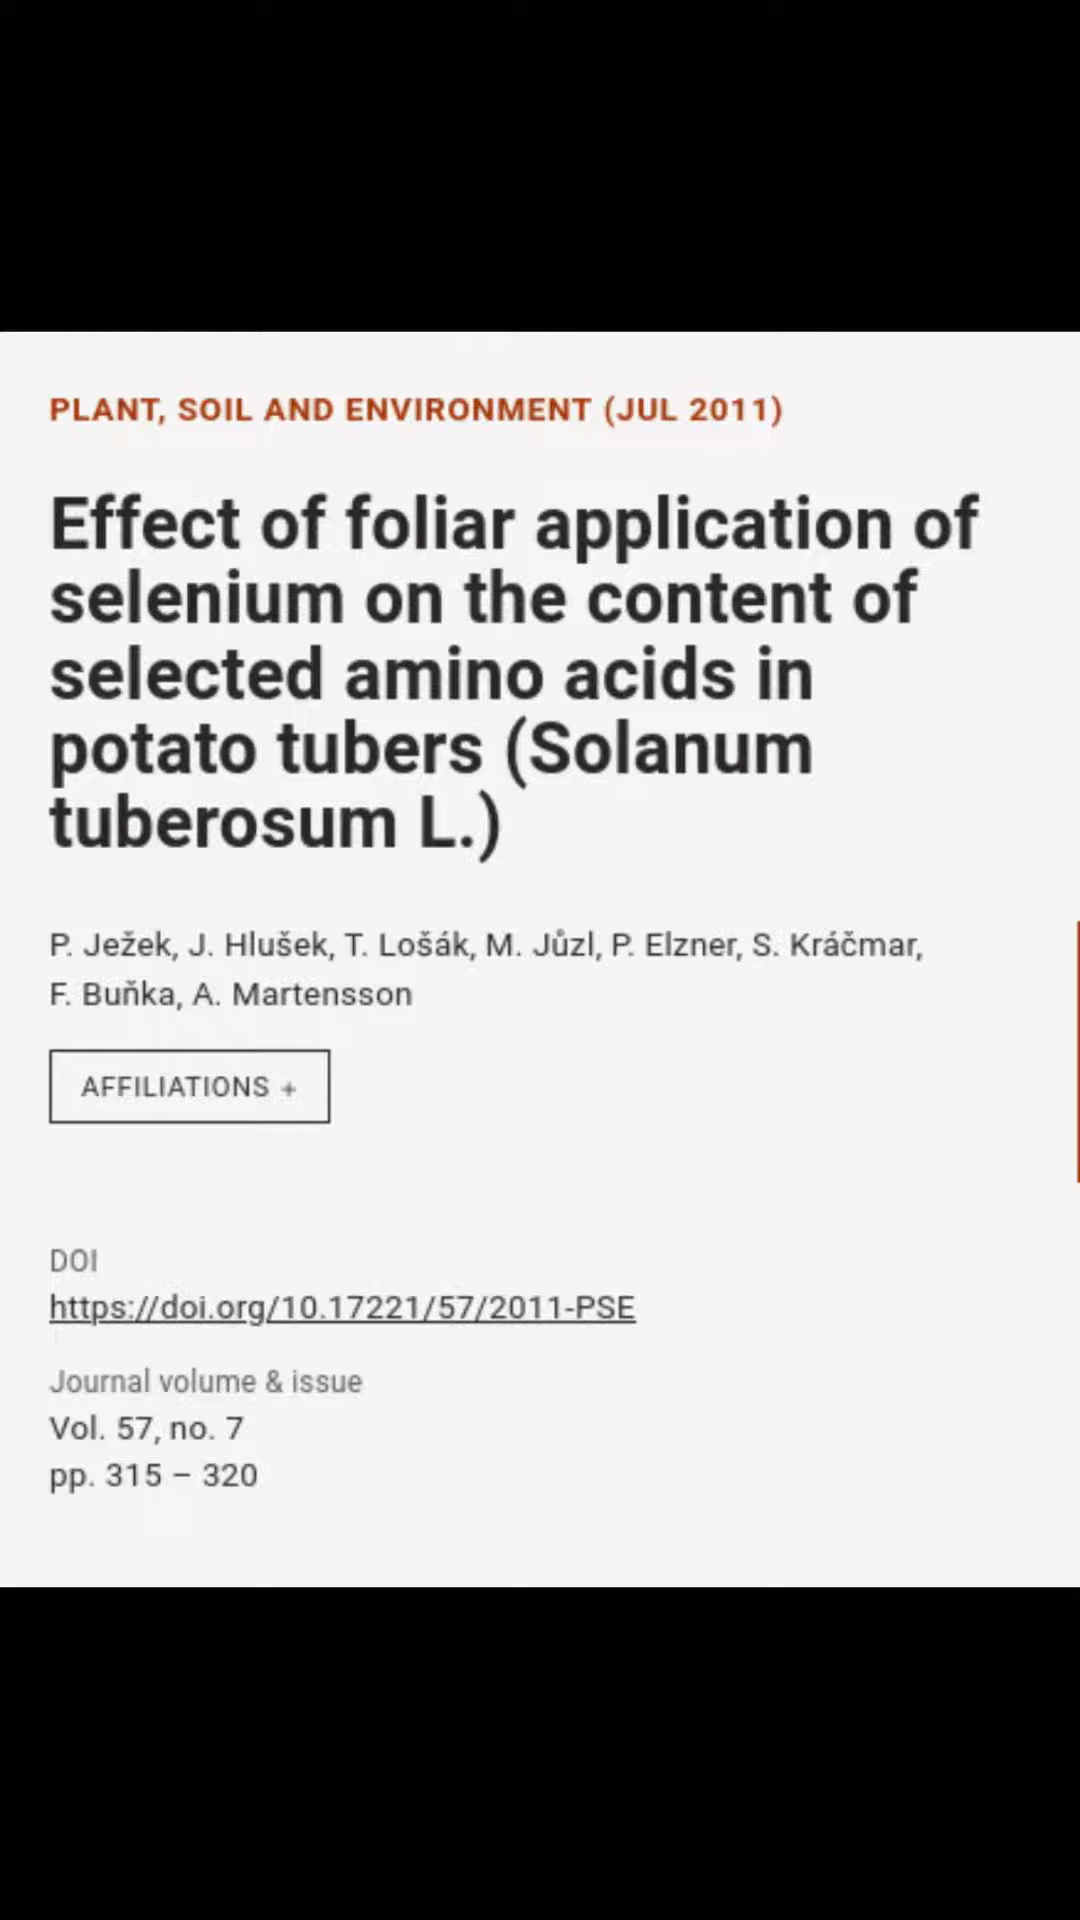 PLANT, SOIL AND ENVIRONMENT (JUL 2011)
Effect of foliar application of
selenium on the content of
selected amino acids in
potato tubers (Solanum
tuberosum L.)
P. Ježek, J. Hlušek, T. Lošák, M. Jůzl, P. Elzner, S. Kráčmar,
F. Buňka, A. Martensson
AFFILIATIONS +
DOI
https://doi.org/10.17221/57/2011-PSE
Journal volume & issue
Vol. 57, no. 7
pp. 315 – 320